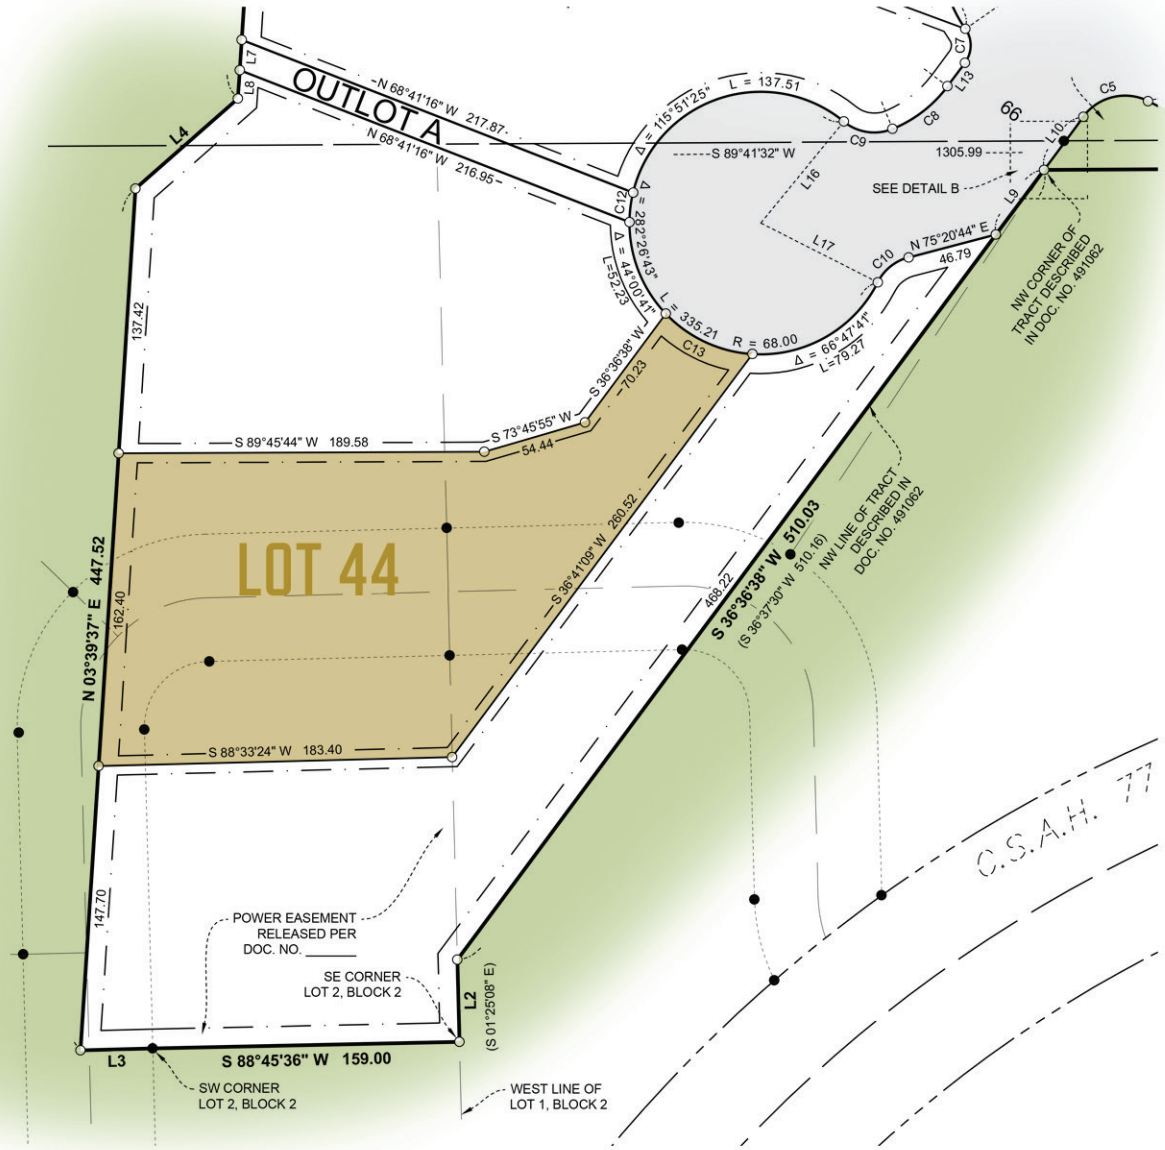 C7
L7
L8
OUTLOT A
N 68°41'16" W 217.87
N 68°41'16" W 216.95
L4
L = 137.51
Δ = 115°51'25"
C9
C8
L13
C5
66
L10
S 89°41'32" W
1305.99
SEE DETAIL B
L9
L16
L17
C12
Δ = 282°26'43"
Δ = 44°00'41"
L=52.23
C10
N 75°20'44" E
46.79
NW CORNER OF
TRACT DESCRIBED
IN DOC. NO. 491062
L = 335.21
R = 68.00
C13
Δ = 66°47'41"
L=79.27
137.42
S 36°36'38" W
70.23
S 89°45'44" W 189.58
S 73°45'55" W
54.44
NW LINE OF TRACT
DESCRIBED IN
DOC. NO. 491062
LOT 44
S 36°41'09" W 260.52
468.22
S 36°36'38" W 510.03
(S 36°37'30" W 510.16)
N 03°39'37" E 447.52
162.40
S 88°33'24" W 183.40
C.S.A.H. 77
147.70
POWER EASEMENT
RELEASED PER
DOC. NO. ______
SE CORNER
LOT 2, BLOCK 2
L2
(S 01°25'08" E)
L3
S 88°45'36" W 159.00
SW CORNER
LOT 2, BLOCK 2
WEST LINE OF
LOT 1, BLOCK 2